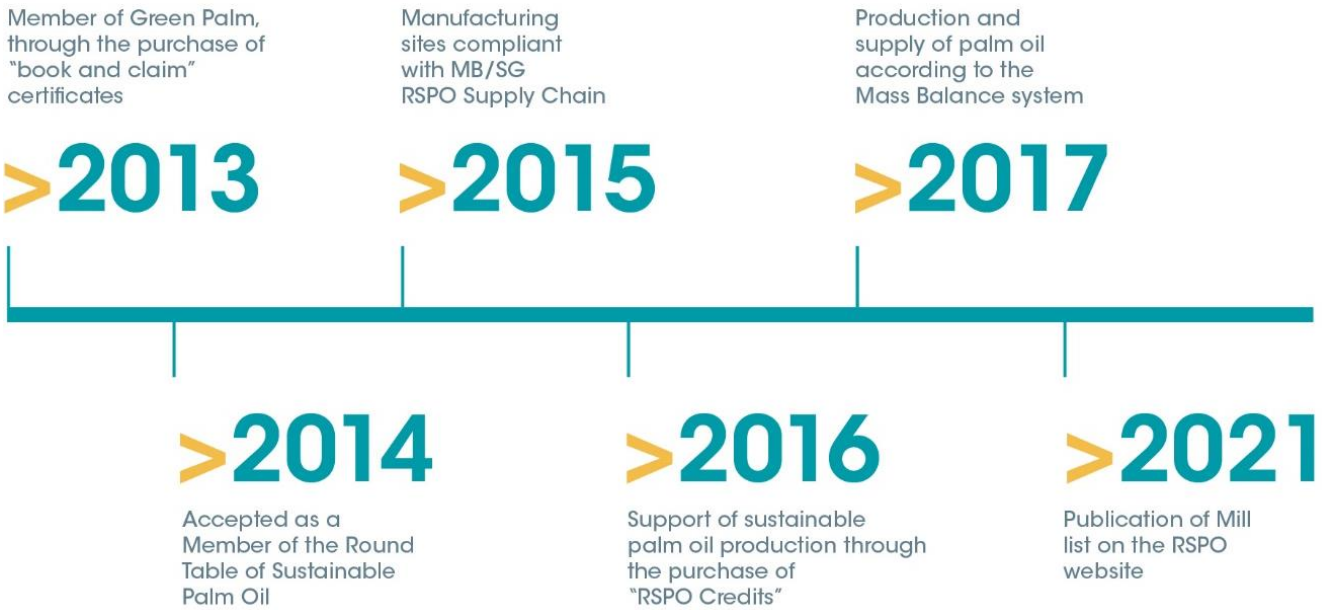 Member of Green Palm,
through the purchase of
“book and claim”
certificates
>2013
Manufacturing
sites compliant
with MB/SG
RSPO Supply Chain
>2015
Production and
supply of palm oil
according to the
Mass Balance system
>2017
>2014
Accepted as a
Member of the Round
Table of Sustainable
Palm Oil
>2016
Support of sustainable
palm oil production through
the purchase of
“RSPO Credits”
>2021
Publication of Mill
list on the RSPO
website